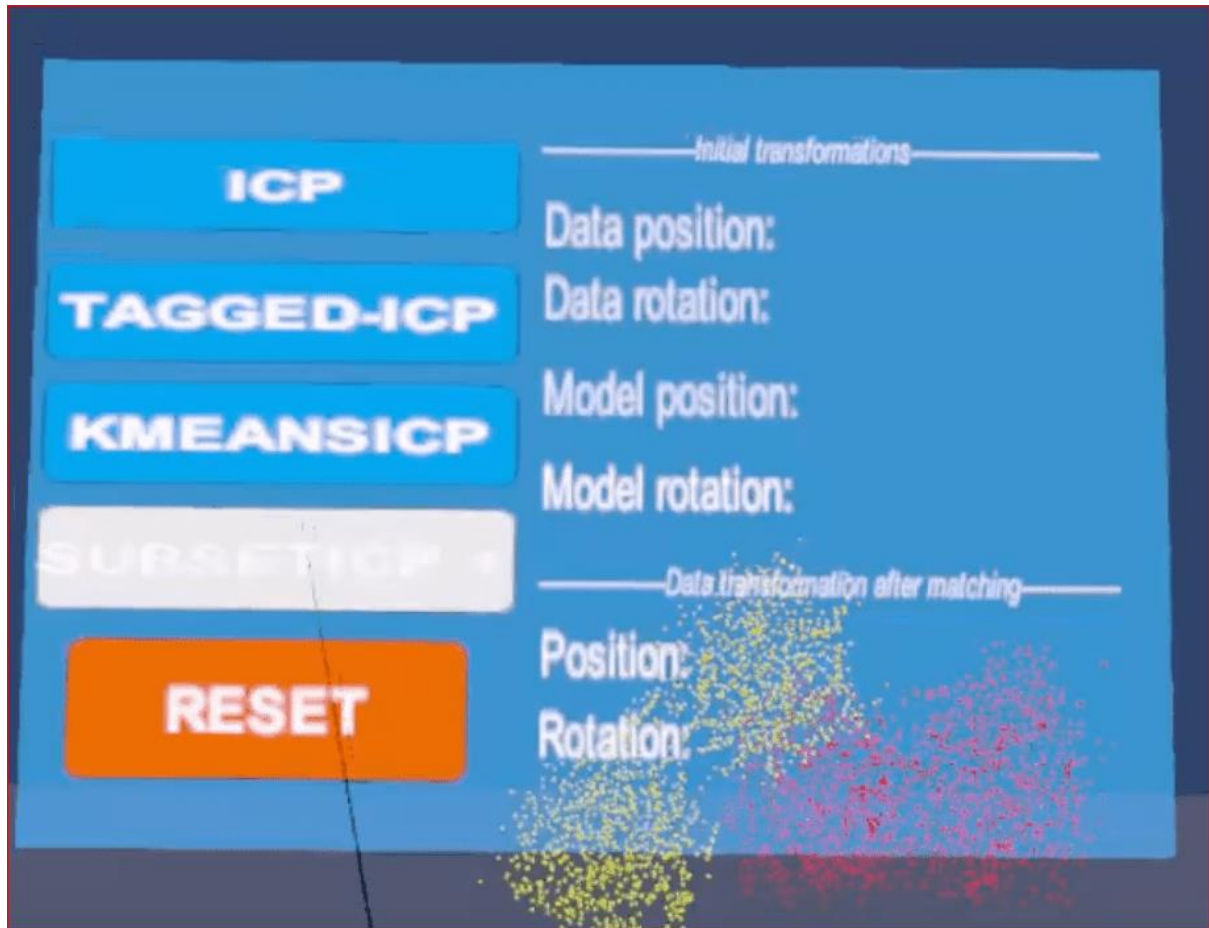 ICP
TAGGED-ICP
KMEANSICP
SUBSETICP +
RESET
Initial transformations
Data position:
Data rotation:
Model position:
Model rotation:
Data transformation after matching
Position:
Rotation: